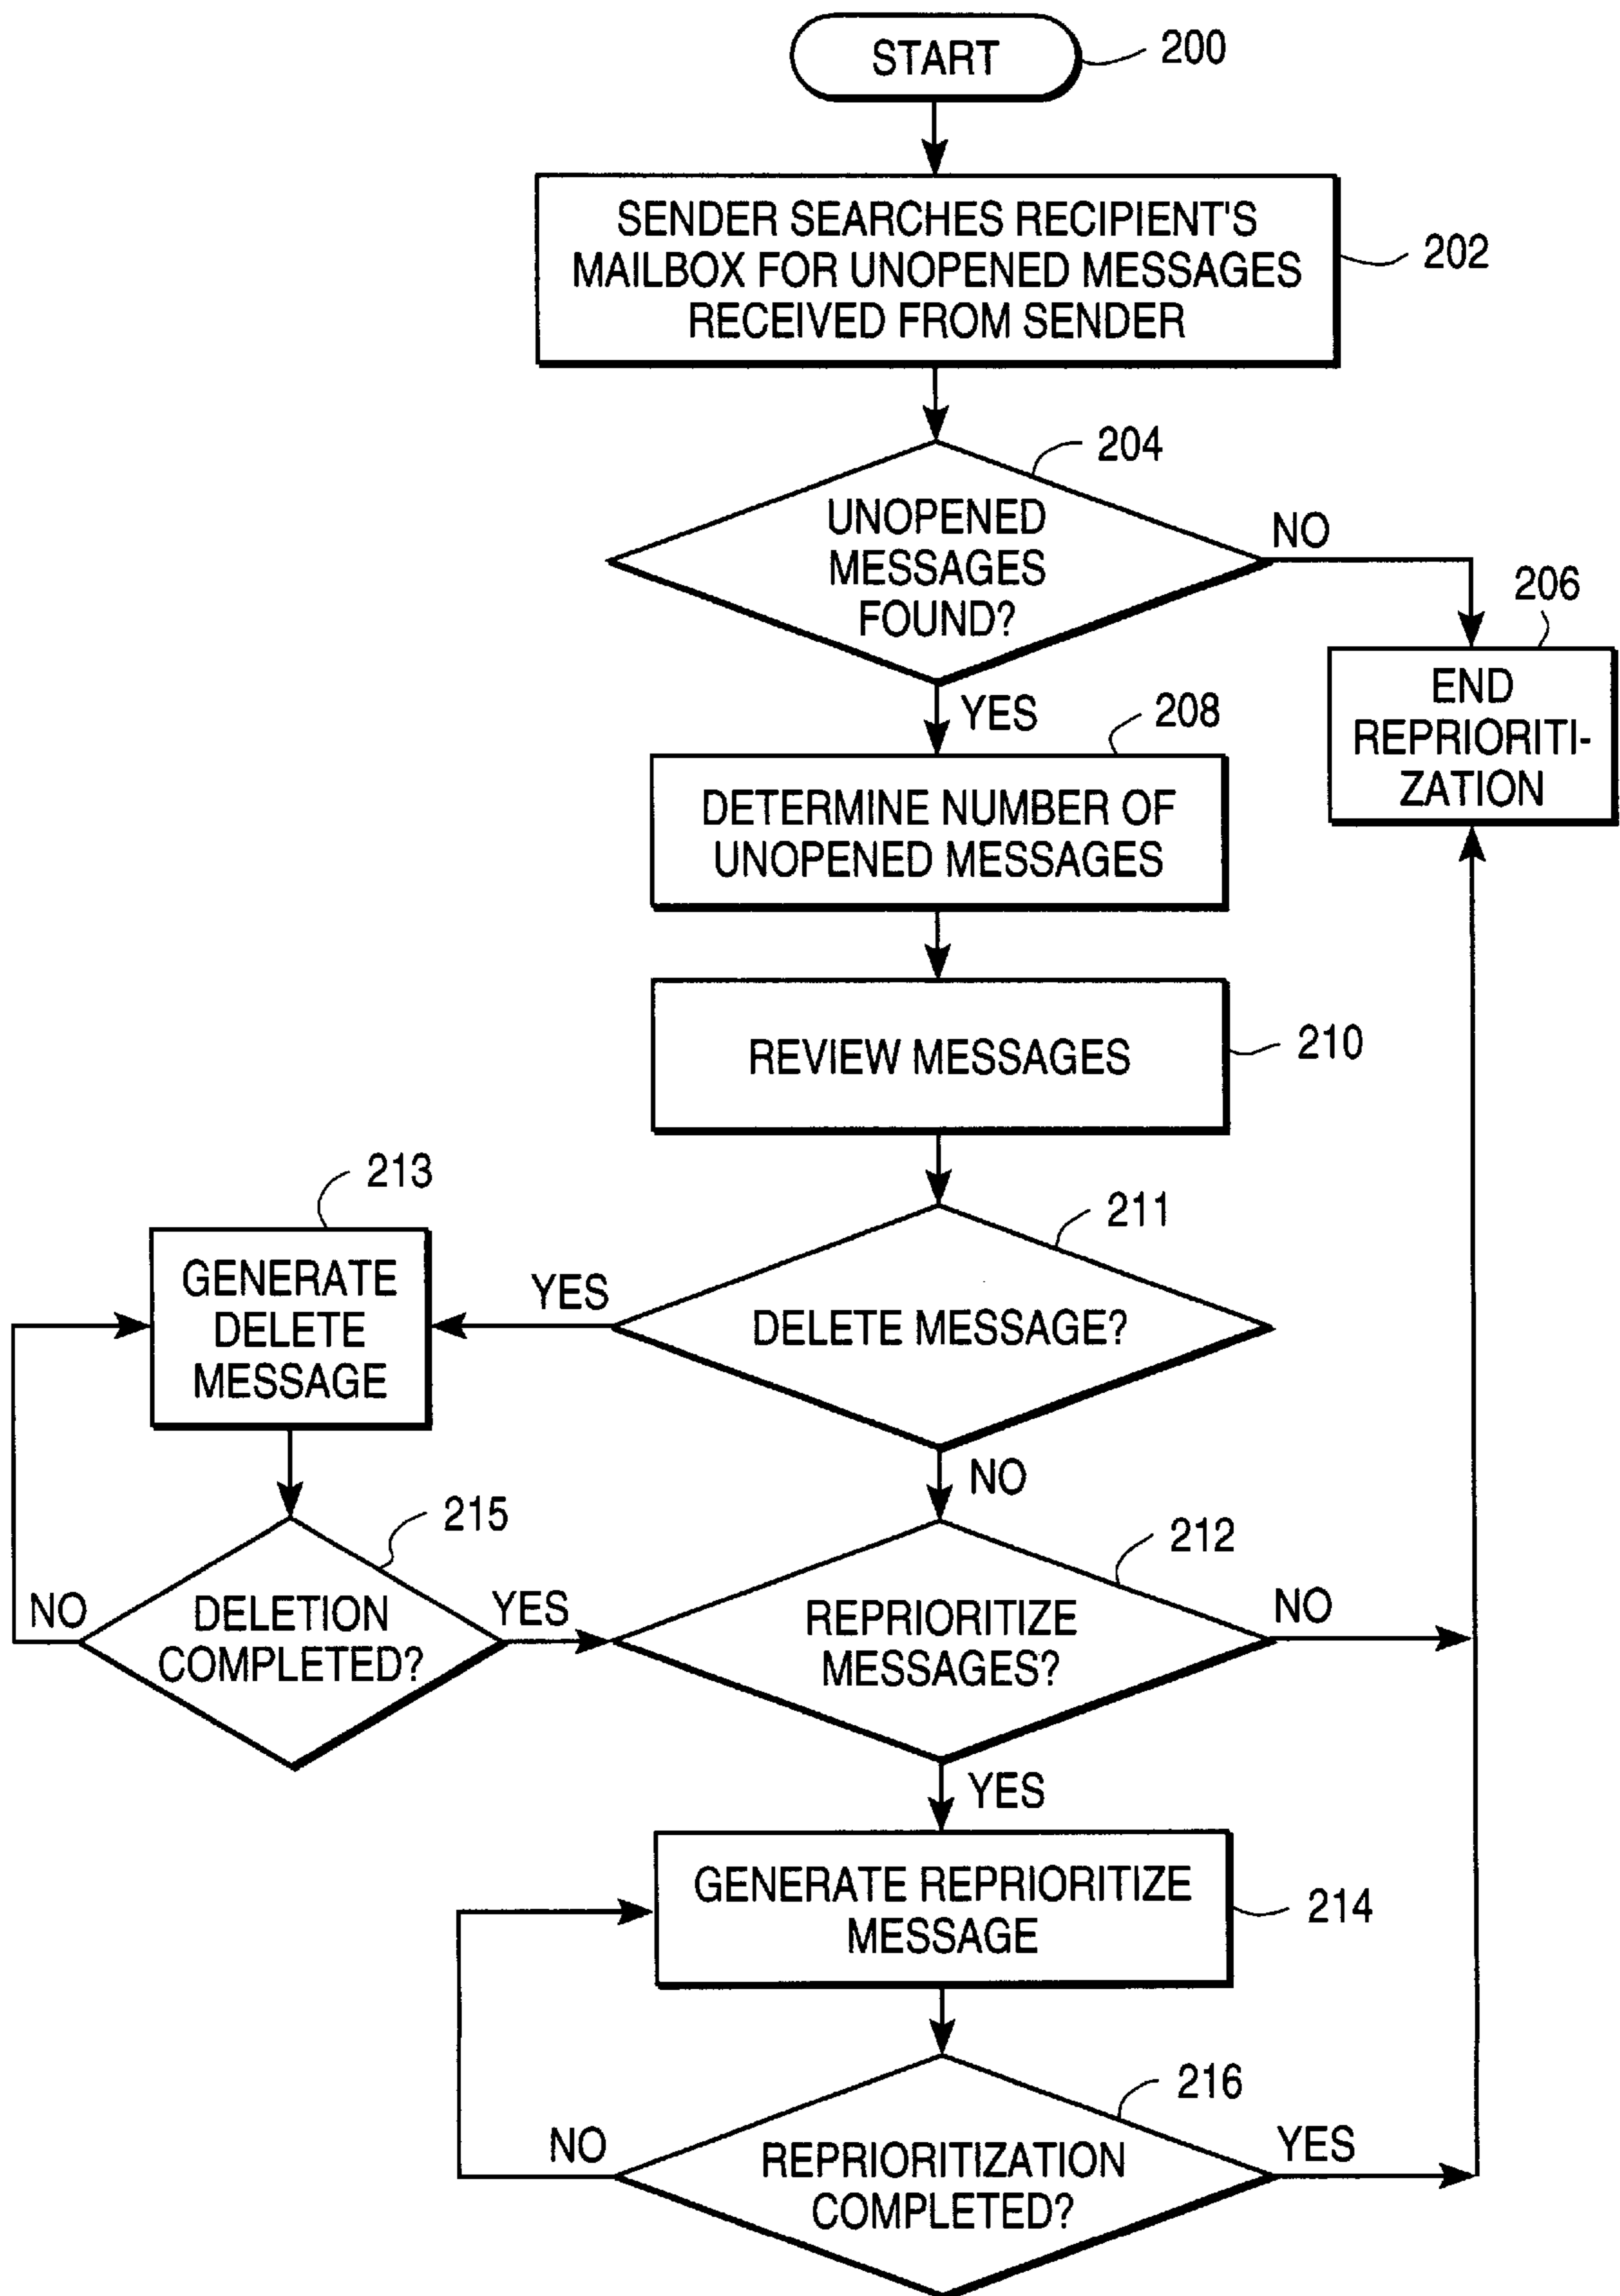 START
200
SENDER SEARCHES RECIPIENT'S
MAILBOX FOR UNOPENED MESSAGES
RECEIVED FROM SENDER
202
204
UNOPENED
MESSAGES
FOUND?
NO
206
END
REPRIORITI-
ZATION
YES
208
DETERMINE NUMBER OF
UNOPENED MESSAGES
REVIEW MESSAGES
210
213
GENERATE
DELETE
MESSAGE
YES
211
DELETE MESSAGE?
NO
215
NO
DELETION
COMPLETED?
YES
212
REPRIORITIZE
MESSAGES?
NO
YES
GENERATE REPRIORITIZE
MESSAGE
214
216
NO
REPRIORITIZATION
COMPLETED?
YES